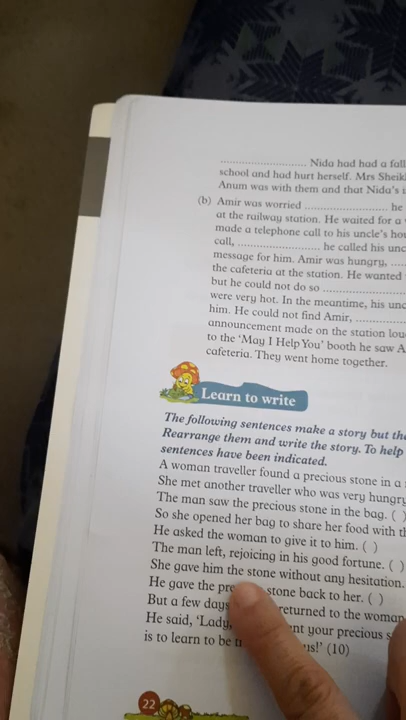 ............................ Nida had had a fall
school and had hurt herself. Mrs Sheik
Anum was with them and that Nida's
(b) Amir was worried ............................ he
at the railway station. He waited for a
made a telephone call to his uncle's
call, ............................ he called his unc
message for him. Amir was hungry, .....
the cafeteria at the station. He wanted
but he could not do so ............................
were very hot. In the meantime, his unc
him. He could not find Amir, .................
announcement made on the station lou
to the 'May I Help You' booth he saw A
cafeteria. They went home together.
Learn to write
The following sentences make a story but the
Rearrange them and write the story. To help
sentences have been indicated.
A woman traveller found a precious stone in a
She met another traveller who was very hungry
The man saw the precious stone in the bag. ( )
So she opened her bag to share her food with
He asked the woman to give it to him. ( )
The man left, rejoicing in his good fortune. ( )
She gave him the stone without any hesitation.
He gave the stone back to her. ( )
But a few days returned to the woman
He said, 'Lady, your precious
is to learn to be (10)
22